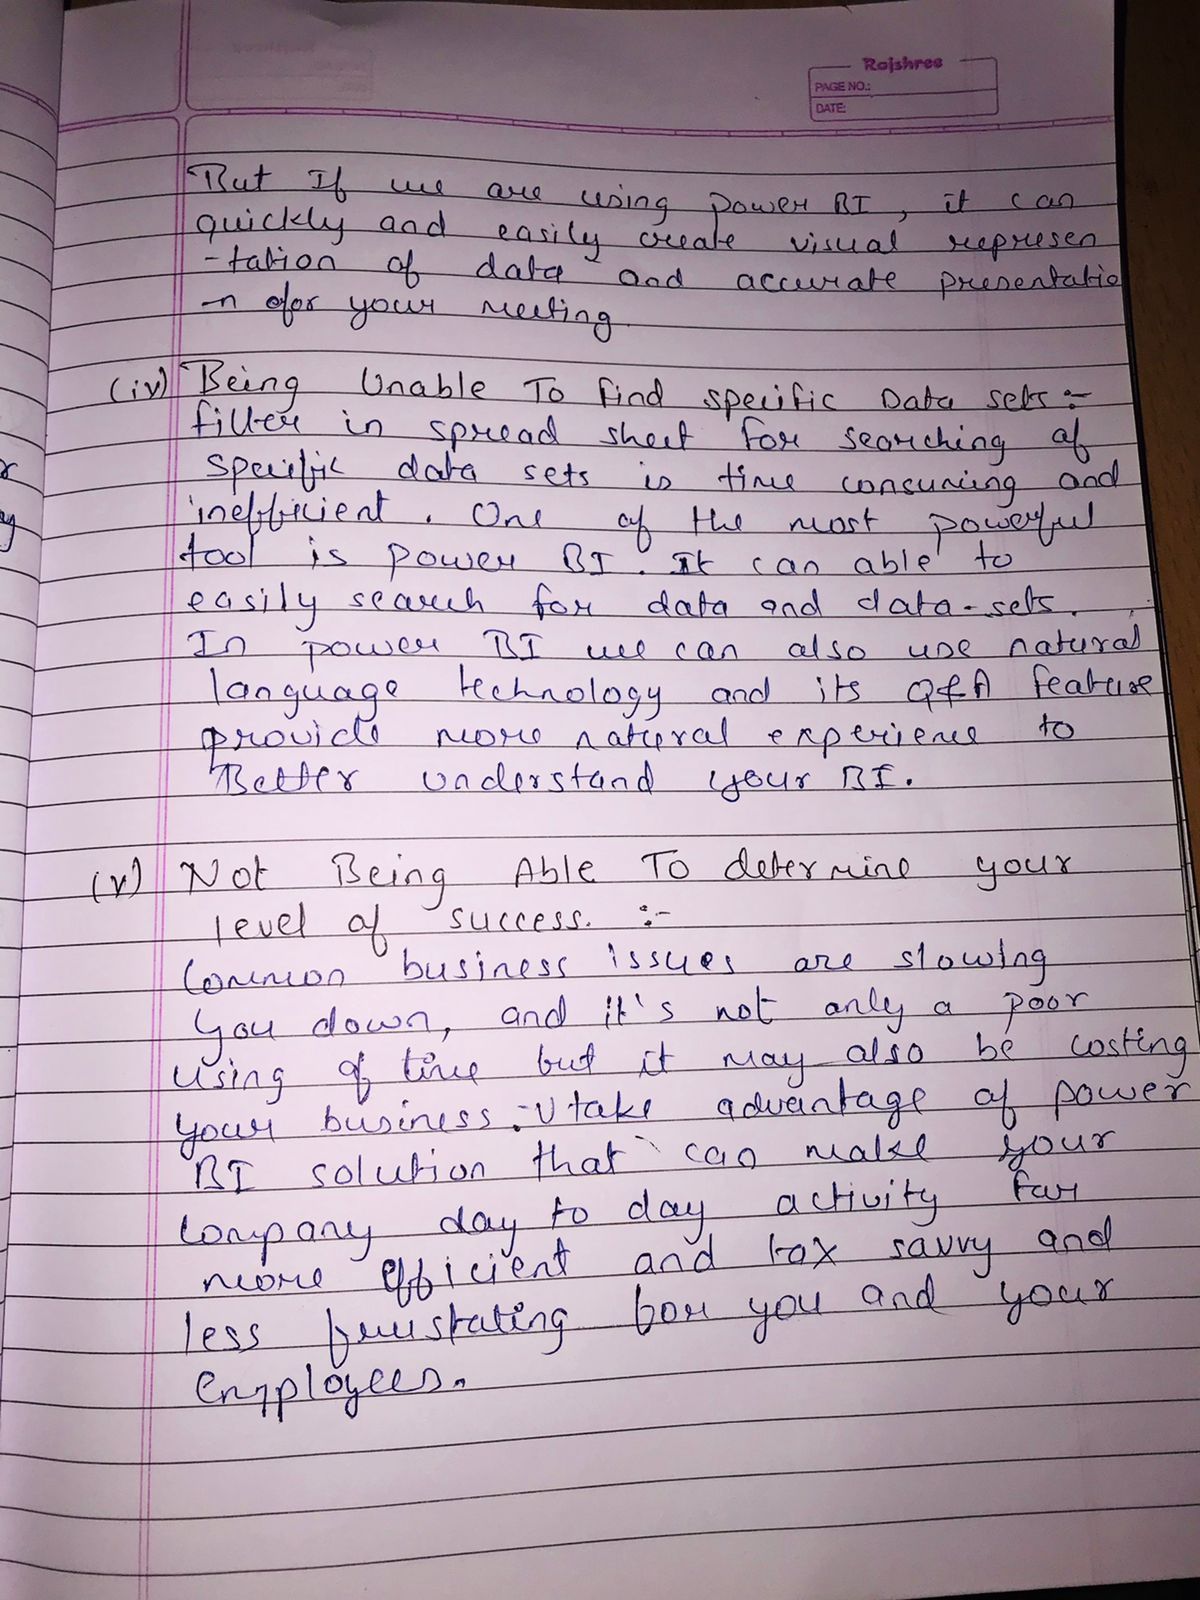 Rajshree
PAGE NO.:
DATE:
But If we are using power BI, it can
quickly and easily create visual represen
-tation of data and accurate presentatio
-n for your meeting.
(iv) Being Unable To find specific Data sets:-
filter in spread sheet for searching of
specific data sets is time consuming and
inefficient. One of the most powerful
tool is power BI. It can able to
easily search for data and data-sets.
In power BI we can also use natural
language technology and its Q&A feature
provide more natural experience to
Better understand your BI.
(v) Not Being Able To determine your
level of success. :-
Common business issues are slowing
you down, and it's not only a poor
using of time but it may also be costing
your business. take advantage of power
BI solution that can make your
company day to day activity far
more efficient and tax savvy and
less frustating for you and your
employees.